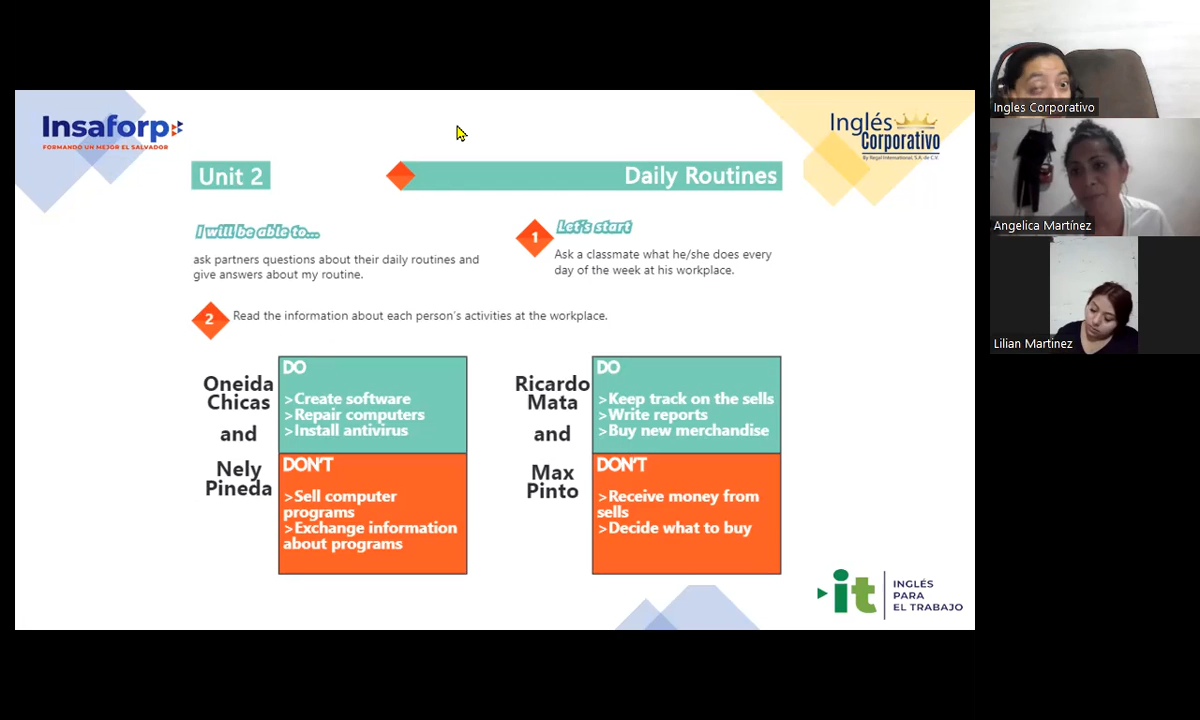 Insaforp
FORMANDO UN MEJOR EL SALVADOR
Inglés
Corporativo
By Regal International, S.A. de C.V.
Unit 2
Daily Routines
I will be able to...
ask partners questions about their daily routines and
give answers about my routine.
1
Let's start
Ask a classmate what he/she does every
day of the week at his workplace.
2
Read the information about each person's activities at the workplace.
Oneida
Chicas
and
Nely
Pineda
DO
>Create software
>Repair computers
>Install antivirus
DON'T
>Sell computer
programs
>Exchange information
about programs
Ricardo
Mata
and
Max
Pinto
DO
>Keep track on the sells
>Write reports
>Buy new merchandise
DON'T
>Receive money from
sells
>Decide what to buy
it
INGLÉS
PARA
EL TRABAJO
Ingles Corporativo
Angelica Martínez
Lilian Martinez